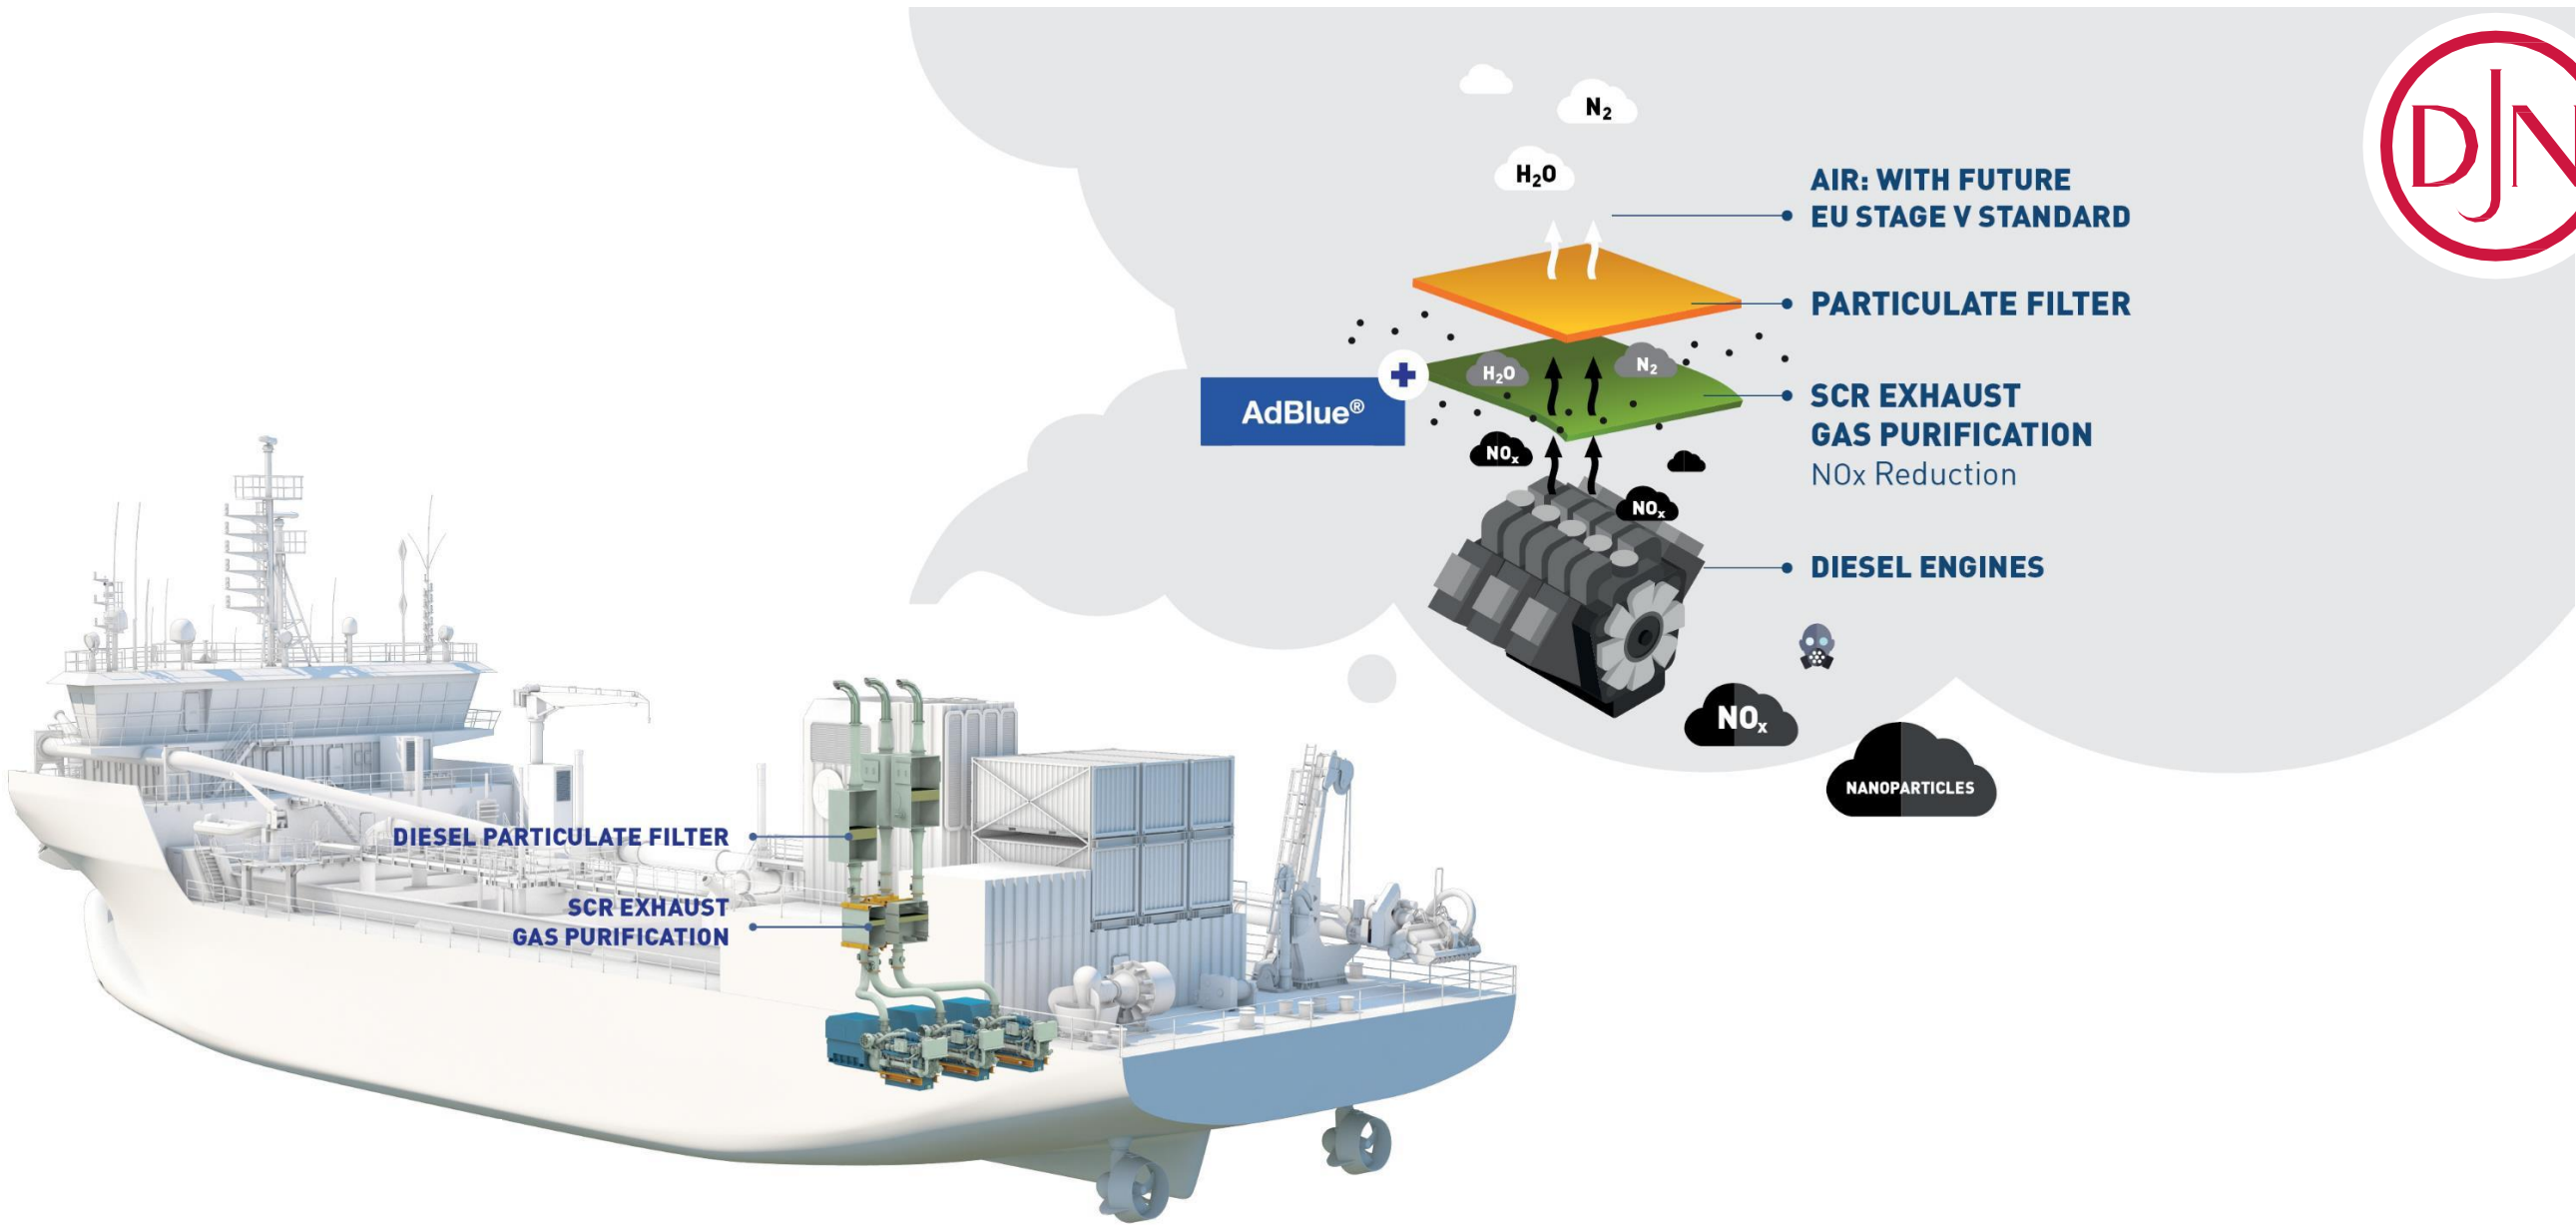 DJN
N₂
H₂O
AIR: WITH FUTURE
EU STAGE V STANDARD
PARTICULATE FILTER
H₂O
N₂
AdBlue®
SCR EXHAUST
GAS PURIFICATION
NOx Reduction
NOₓ
NOₓ
DIESEL ENGINES
NOₓ
NANOPARTICLES
DIESEL PARTICULATE FILTER
SCR EXHAUST
GAS PURIFICATION